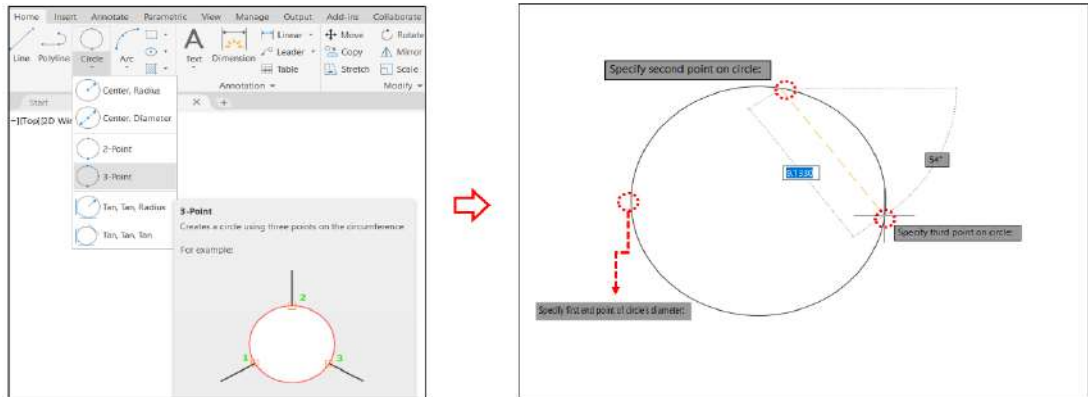 Home Insert Annotate Parametric View Manage Output Add-ins Collaborate
Linear Move Rotate
Line Polyline Circle Arc Text Dimension Leader Copy Mirror
Table Stretch Scale
Annotation Modify
Start
Center, Radius
Center, Diameter
2-Point
3-Point
Tan, Tan, Radius
Tan, Tan, Tan
3-Point
Creates a circle using three points on the circumference
For example:
2
1 3
Specify second point on circle:
54°
Specify third point on circle:
Specify first end point of circle's diameter: